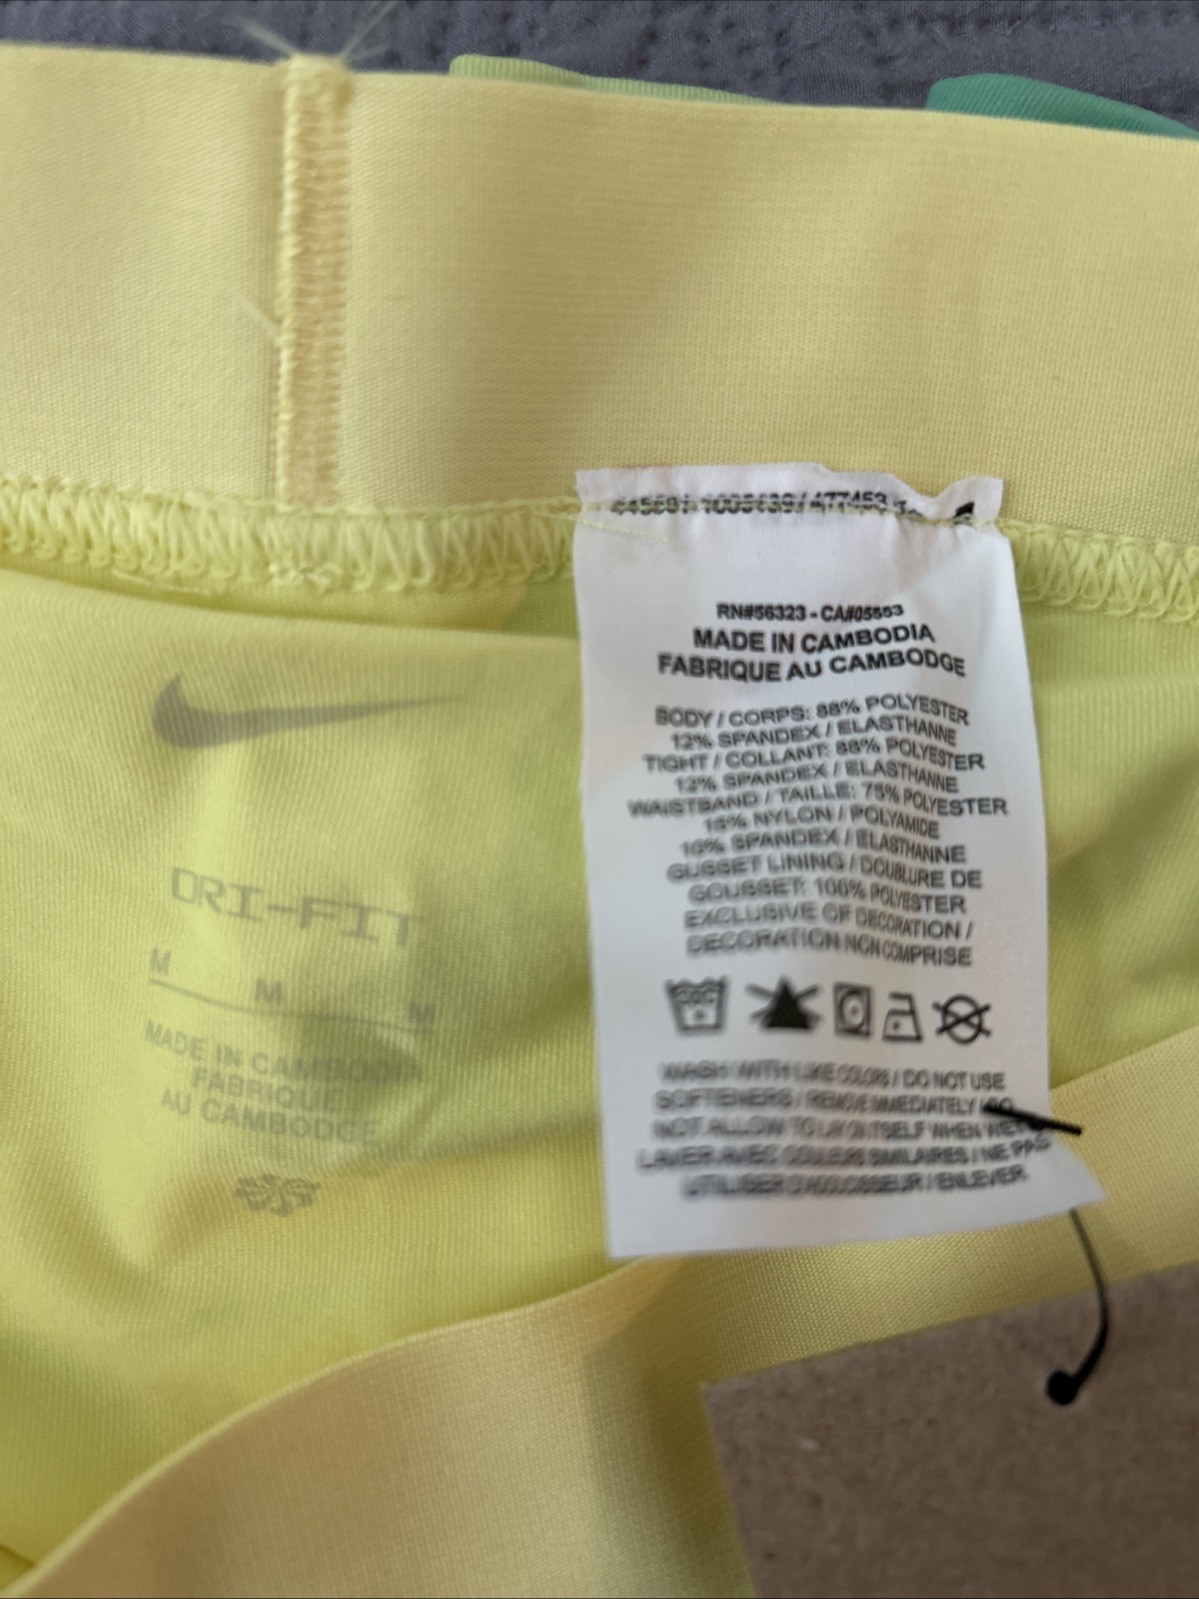 RN#56323 - CA#05553
MADE IN CAMBODIA
FABRIQUE AU CAMBODGE
BODY / CORPS: 88% POLYESTER
12% SPANDEX / ELASTHANNE
TIGHT / COLLANT: 88% POLYESTER
12% SPANDEX / ELASTHANNE
WAISTBAND / TAILLE: 75% POLYESTER
15% NYLON / POLYAMIDE
10% SPANDEX / ELASTHANNE
GUSSET LINING / DOUBLURE DE
GOUSSET: 100% POLYESTER
EXCLUSIVE OF DECORATION /
DECORATION NON COMPRISE
WASH WITH LIKE COLORS / DO NOT USE
SOFTENERS / REMOVE IMMEDIATELY / DO
NOT ALLOW TO LAY ON ITSELF WHEN WET /
LAVER AVEC COULEURS SIMILAIRES / NE PAS
UTILISER D'ADOUCISSEUR / ENLEVER
DRI-FIT
M M M
MADE IN CAMBODIA
FABRIQUE
AU CAMBODGE